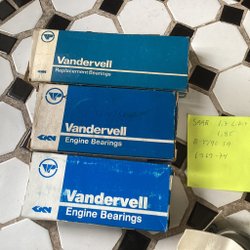 Vandervell
Replacement Bearings
Vandervell
GKN
Engine Bearings
Vandervell
GKN
Engine Bearings
SAAB